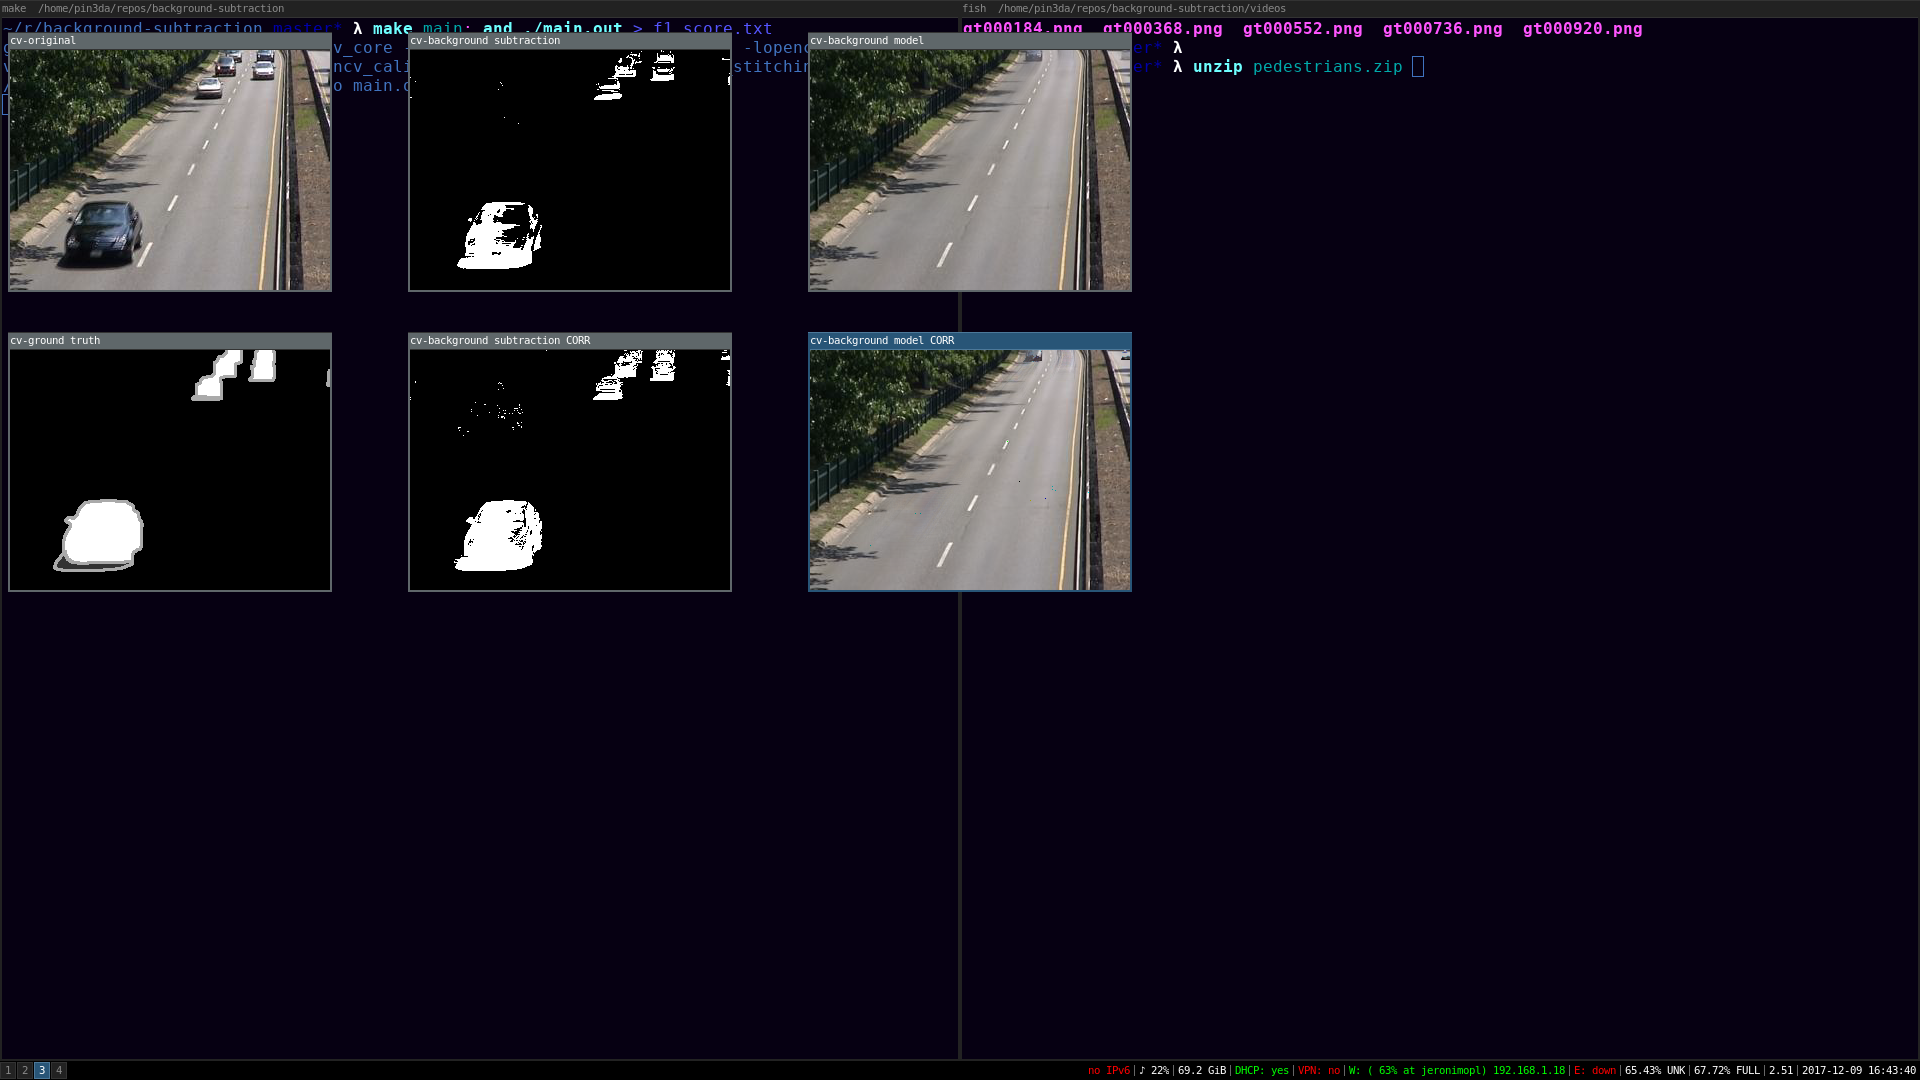 make /home/pin3da/repos/background-subtraction
fish /home/pin3da/repos/background-subtraction/videos
~/r/background-subtraction master* λ make main; and ./main.out > f1_score.txt
gt000184.png gt000368.png gt000552.png gt000736.png gt000920.png
cv-original
cv-background subtraction
cv-background model
v_core
-lopenc
er* λ
ncv_cali
stitchin
er* λ unzip pedestrians.zip
o main.c
cv-ground truth
cv-background subtraction CORR
cv-background model CORR
1 2 3 4
no IPv6|♪ 22%|69.2 GiB|DHCP: yes|VPN: no|W: ( 63% at jeronimopl) 192.168.1.18|E: down|65.43% UNK|67.72% FULL|2.51|2017-12-09 16:43:40